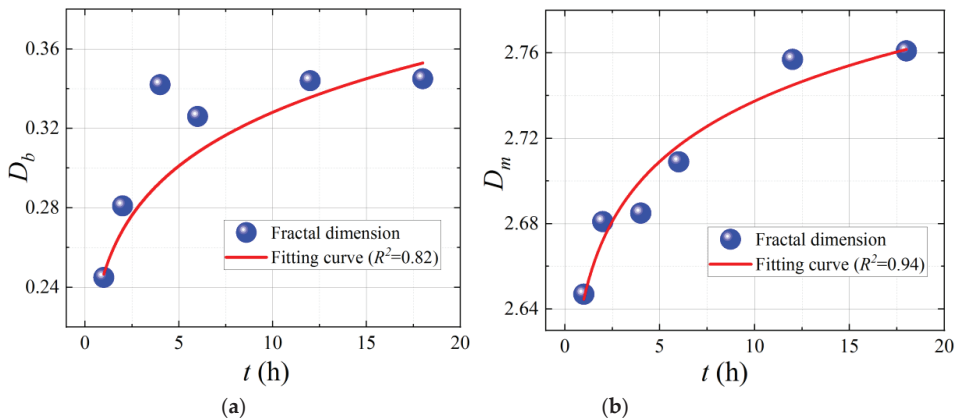 0.36
0.32
0.28
0.24
D_b
Fractal dimension
Fitting curve (R²=0.82)
0 5 10 15 20
t (h)
(a)
2.76
2.72
2.68
2.64
D_m
Fractal dimension
Fitting curve (R²=0.94)
0 5 10 15 20
t (h)
(b)